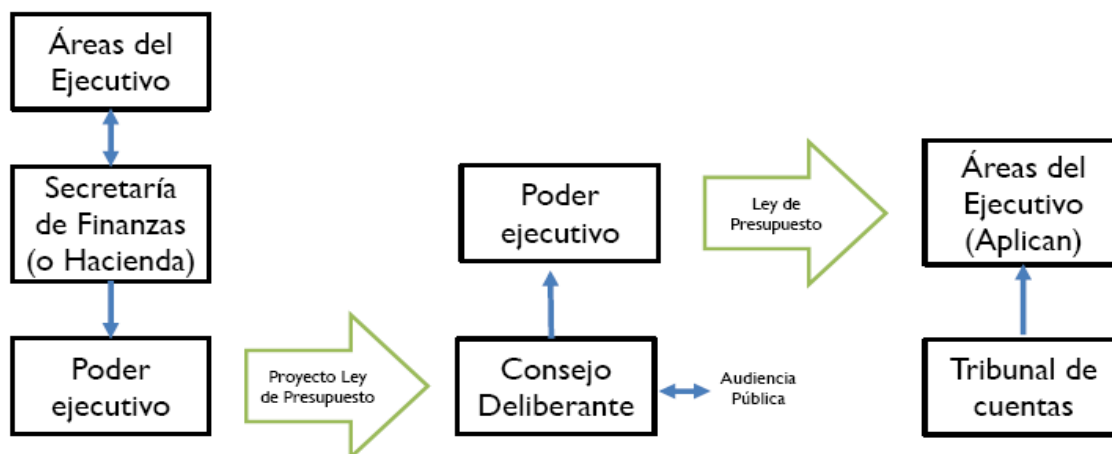 Áreas del
Ejecutivo
Secretaría
de Finanzas
(o Hacienda)
Poder
ejecutivo
Proyecto Ley
de Presupuesto
Poder
ejecutivo
Consejo
Deliberante
Audiencia
Pública
Ley de
Presupuesto
Áreas del
Ejecutivo
(Aplican)
Tribunal de
cuentas